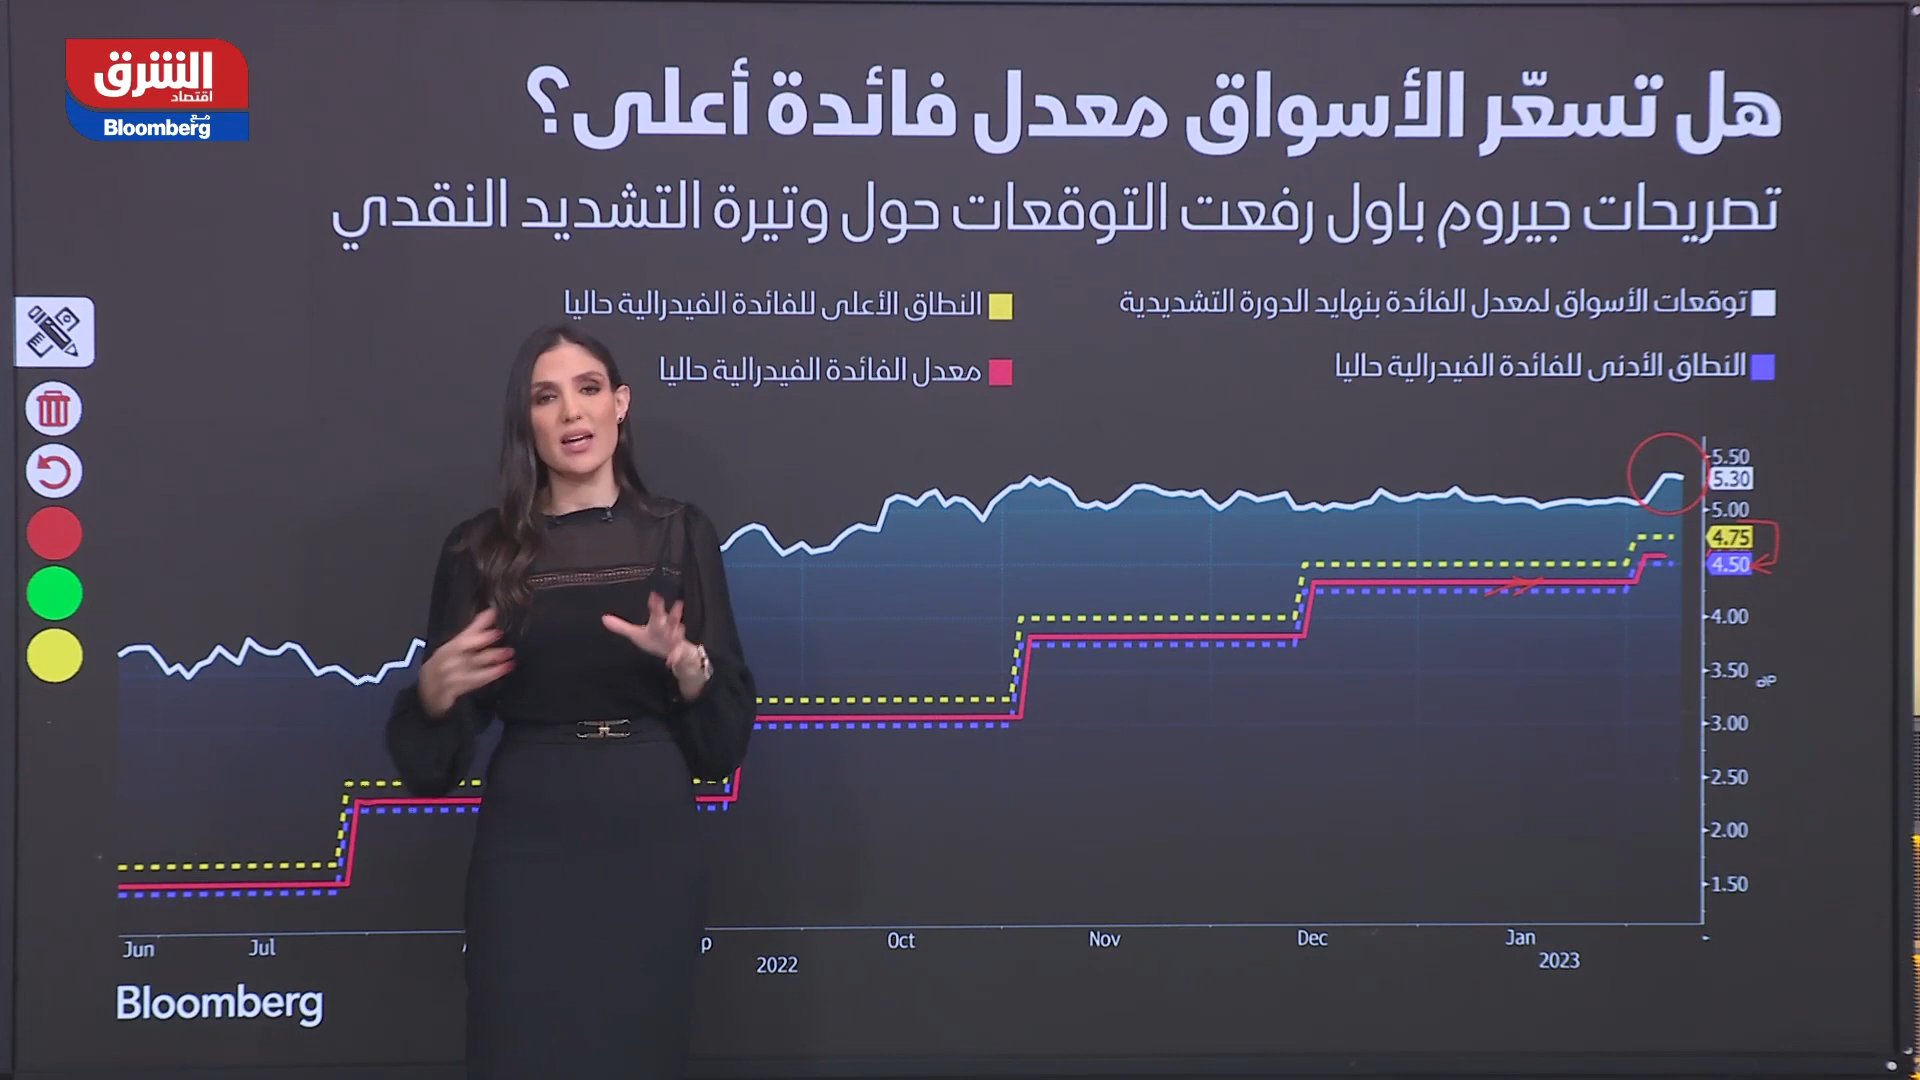 الشرق
اقتصاد
مع
Bloomberg
هل تسعّر الأسواق معدل فائدة أعلى؟
تصريحات جيروم باول رفعت التوقعات حول وتيرة التشديد النقدي
توقعات الأسواق لمعدل الفائدة بنهايد الدورة التشديدية
النطاق الأعلى للفائدة الفيدرالية حاليا
النطاق الأدنى للفائدة الفيدرالية حاليا
معدل الفائدة الفيدرالية حاليا
5.50
5.30
5.00
4.75
4.50
4.00
3.50
%
3.00
2.50
2.00
1.50
Jun Jul Oct Nov Dec Jan
2022 2023
Bloomberg